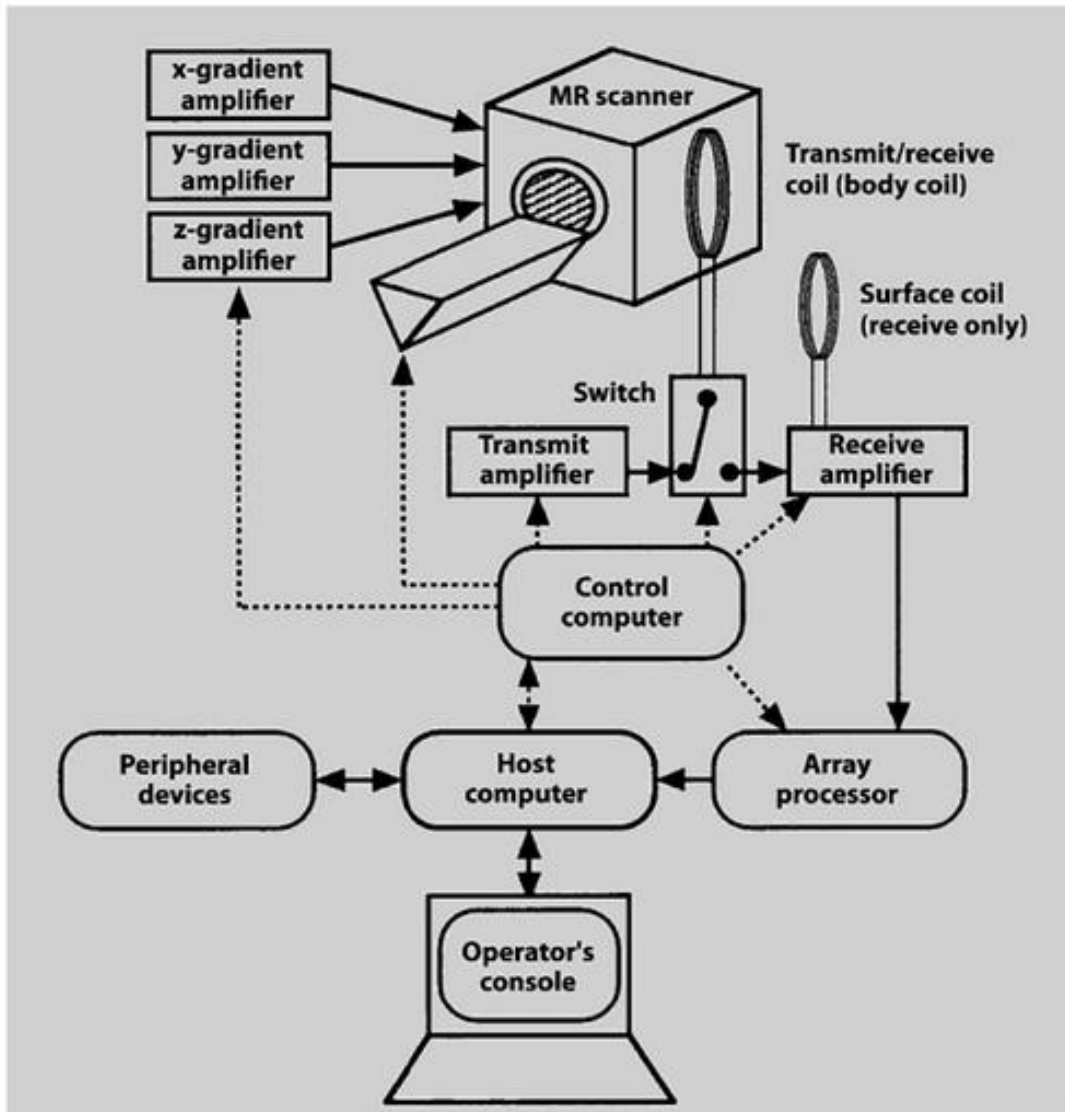 x-gradient
amplifier
MR scanner
y-gradient
amplifier
Transmit/receive
coil (body coil)
z-gradient
amplifier
Surface coil
(receive only)
Switch
Transmit
amplifier
Receive
amplifier
Control
computer
Peripheral
devices
Host
computer
Array
processor
Operator's
console